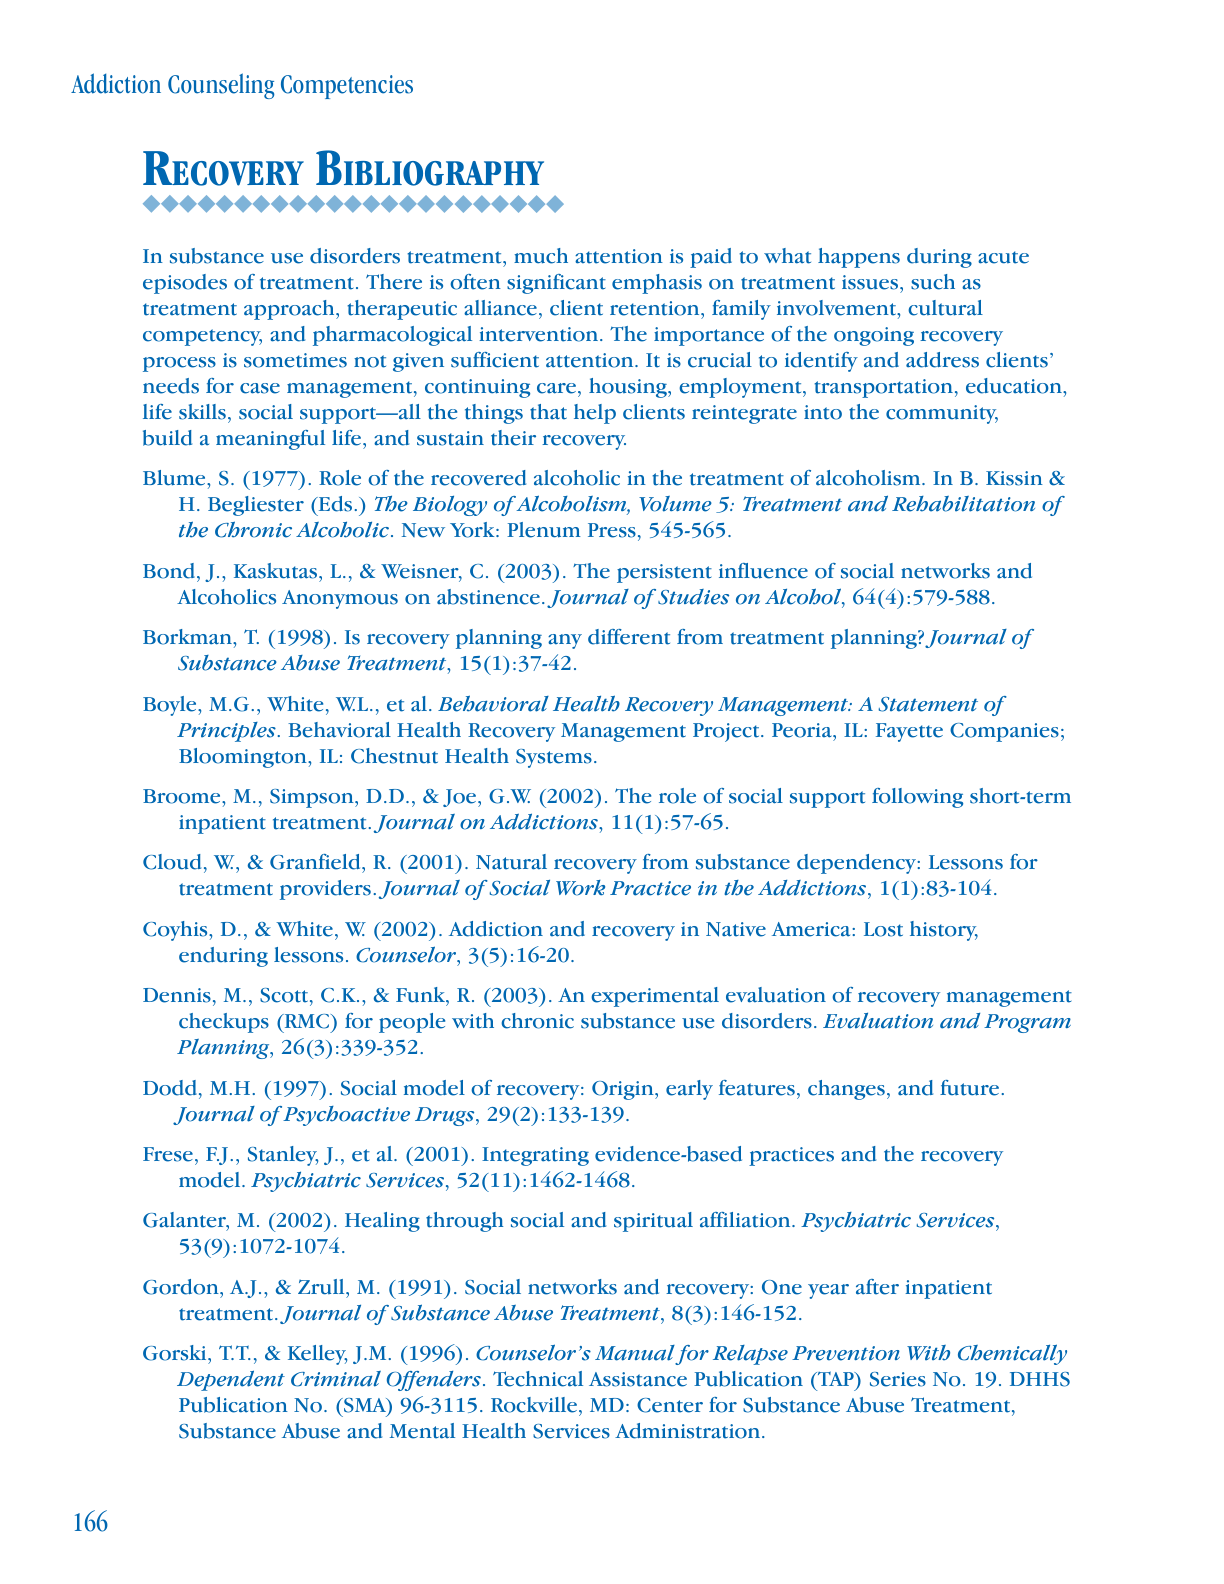 Addiction Counseling Competencies
RECOVERY BIBLIOGRAPHY
In substance use disorders treatment, much attention is paid to what happens during acute
episodes of treatment. There is often significant emphasis on treatment issues, such as
treatment approach, therapeutic alliance, client retention, family involvement, cultural
competency, and pharmacological intervention. The importance of the ongoing recovery
process is sometimes not given sufficient attention. It is crucial to identify and address clients’
needs for case management, continuing care, housing, employment, transportation, education,
life skills, social support—all the things that help clients reintegrate into the community,
build a meaningful life, and sustain their recovery.
Blume, S. (1977). Role of the recovered alcoholic in the treatment of alcoholism. In B. Kissin &
H. Begliester (Eds.) The Biology of Alcoholism, Volume 5: Treatment and Rehabilitation of
the Chronic Alcoholic. New York: Plenum Press, 545-565.
Bond, J., Kaskutas, L., & Weisner, C. (2003). The persistent influence of social networks and
Alcoholics Anonymous on abstinence. Journal of Studies on Alcohol, 64(4):579-588.
Borkman, T. (1998). Is recovery planning any different from treatment planning? Journal of
Substance Abuse Treatment, 15(1):37-42.
Boyle, M.G., White, W.L., et al. Behavioral Health Recovery Management: A Statement of
Principles. Behavioral Health Recovery Management Project. Peoria, IL: Fayette Companies;
Bloomington, IL: Chestnut Health Systems.
Broome, M., Simpson, D.D., & Joe, G.W. (2002). The role of social support following short-term
inpatient treatment. Journal on Addictions, 11(1):57-65.
Cloud, W., & Granfield, R. (2001). Natural recovery from substance dependency: Lessons for
treatment providers. Journal of Social Work Practice in the Addictions, 1(1):83-104.
Coyhis, D., & White, W. (2002). Addiction and recovery in Native America: Lost history,
enduring lessons. Counselor, 3(5):16-20.
Dennis, M., Scott, C.K., & Funk, R. (2003). An experimental evaluation of recovery management
checkups (RMC) for people with chronic substance use disorders. Evaluation and Program
Planning, 26(3):339-352.
Dodd, M.H. (1997). Social model of recovery: Origin, early features, changes, and future.
Journal of Psychoactive Drugs, 29(2):133-139.
Frese, F.J., Stanley, J., et al. (2001). Integrating evidence-based practices and the recovery
model. Psychiatric Services, 52(11):1462-1468.
Galanter, M. (2002). Healing through social and spiritual affiliation. Psychiatric Services,
53(9):1072-1074.
Gordon, A.J., & Zrull, M. (1991). Social networks and recovery: One year after inpatient
treatment. Journal of Substance Abuse Treatment, 8(3):146-152.
Gorski, T.T., & Kelley, J.M. (1996). Counselor’s Manual for Relapse Prevention With Chemically
Dependent Criminal Offenders. Technical Assistance Publication (TAP) Series No. 19. DHHS
Publication No. (SMA) 96-3115. Rockville, MD: Center for Substance Abuse Treatment,
Substance Abuse and Mental Health Services Administration.
166